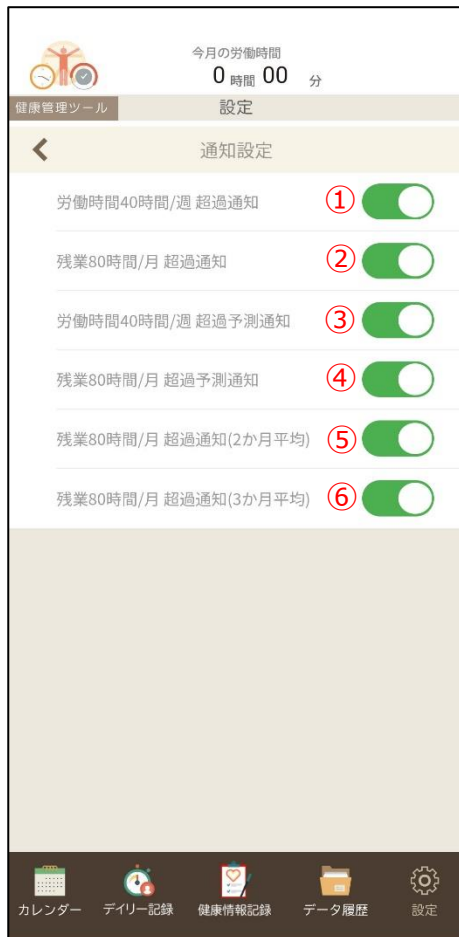 今月の労働時間
0 時間 00 分
健康管理ツール 設定
通知設定
労働時間40時間/週 超過通知 ①
残業80時間/月 超過通知 ②
労働時間40時間/週 超過予測通知 ③
残業80時間/月 超過予測通知 ④
残業80時間/月 超過通知(2か月平均) ⑤
残業80時間/月 超過通知(3か月平均) ⑥
カレンダー デイリー記録 健康情報記録 データ履歴 設定